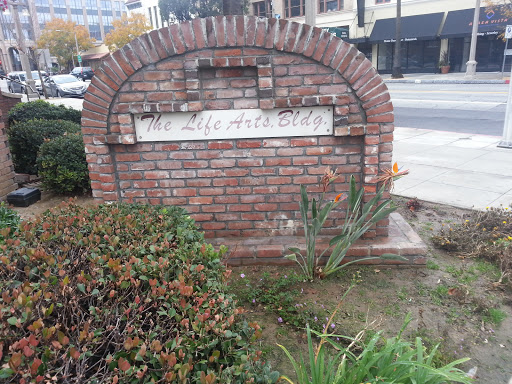 The Life Arts. Bldg.